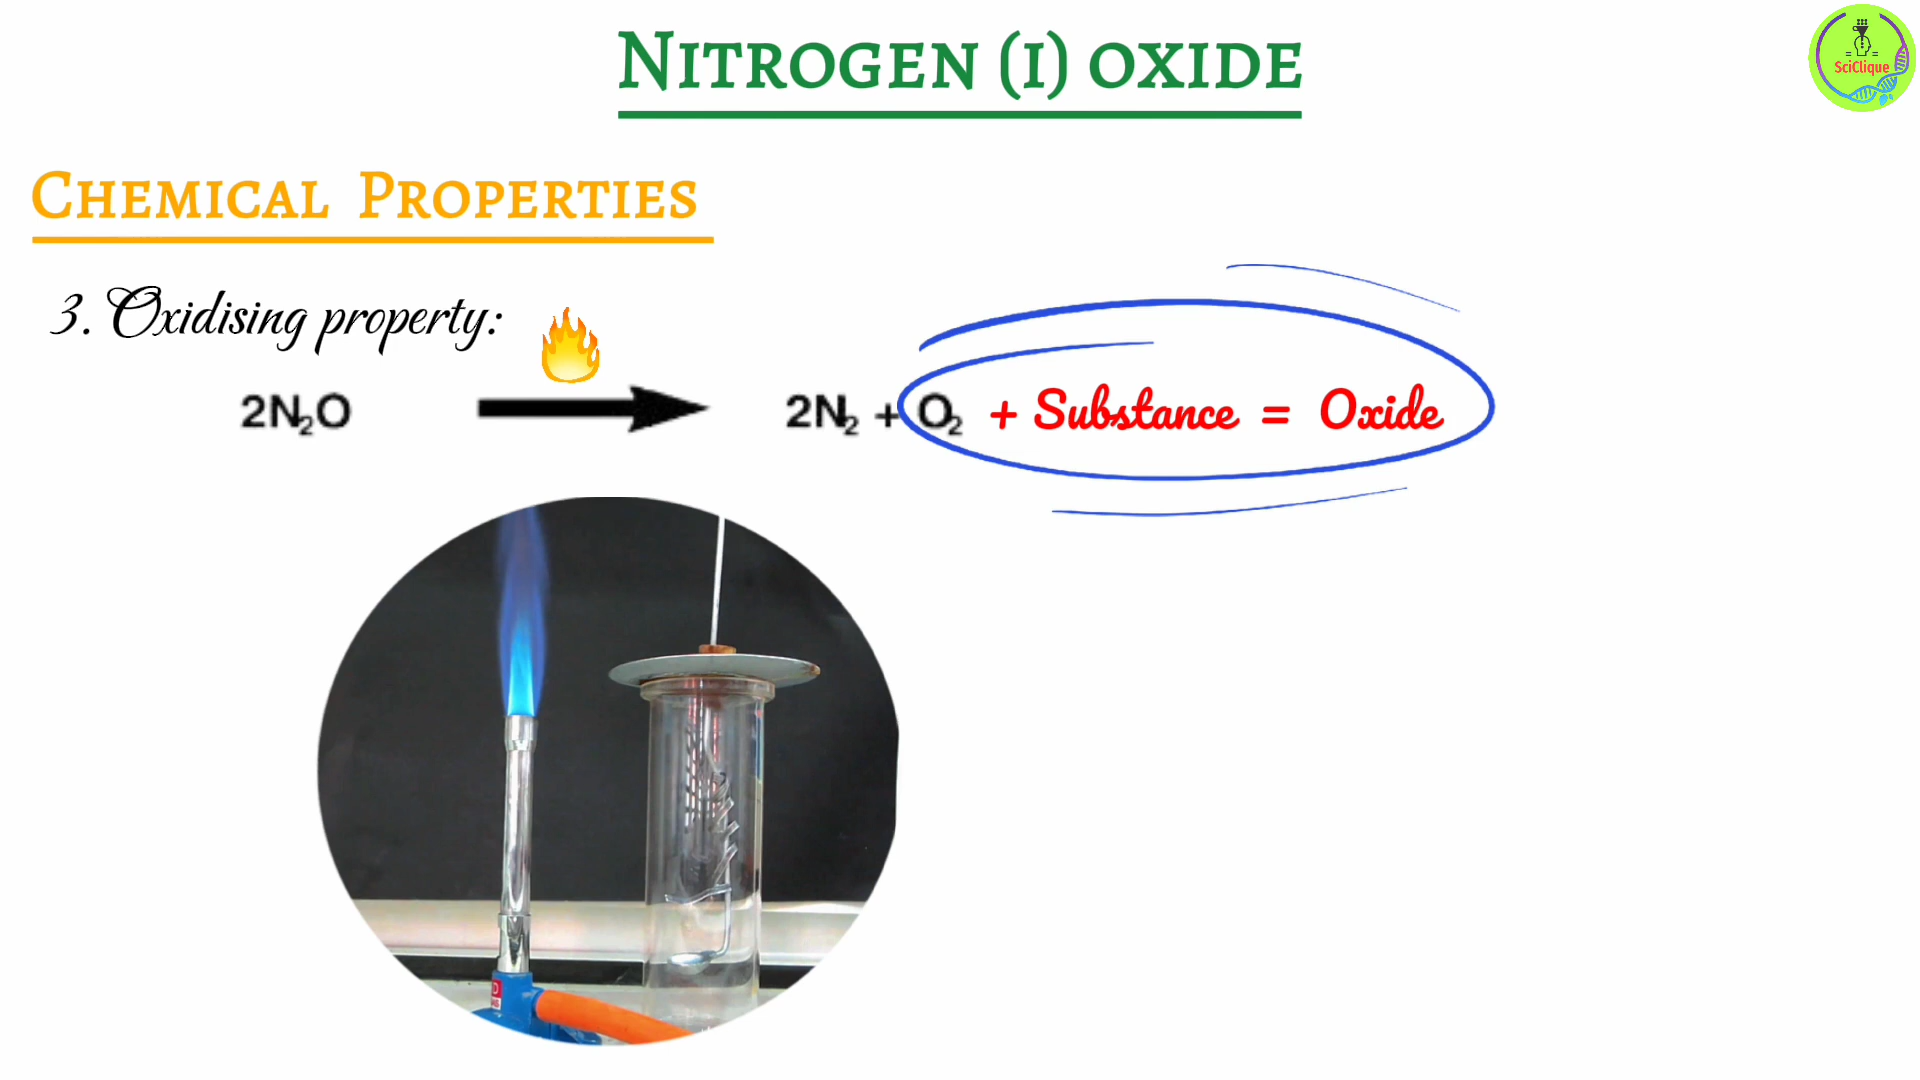 NITROGEN (I) OXIDE
SciClique
CHEMICAL PROPERTIES
3. Oxidising property:
2N₂O 2N₂ + O₂ + Substance = Oxide